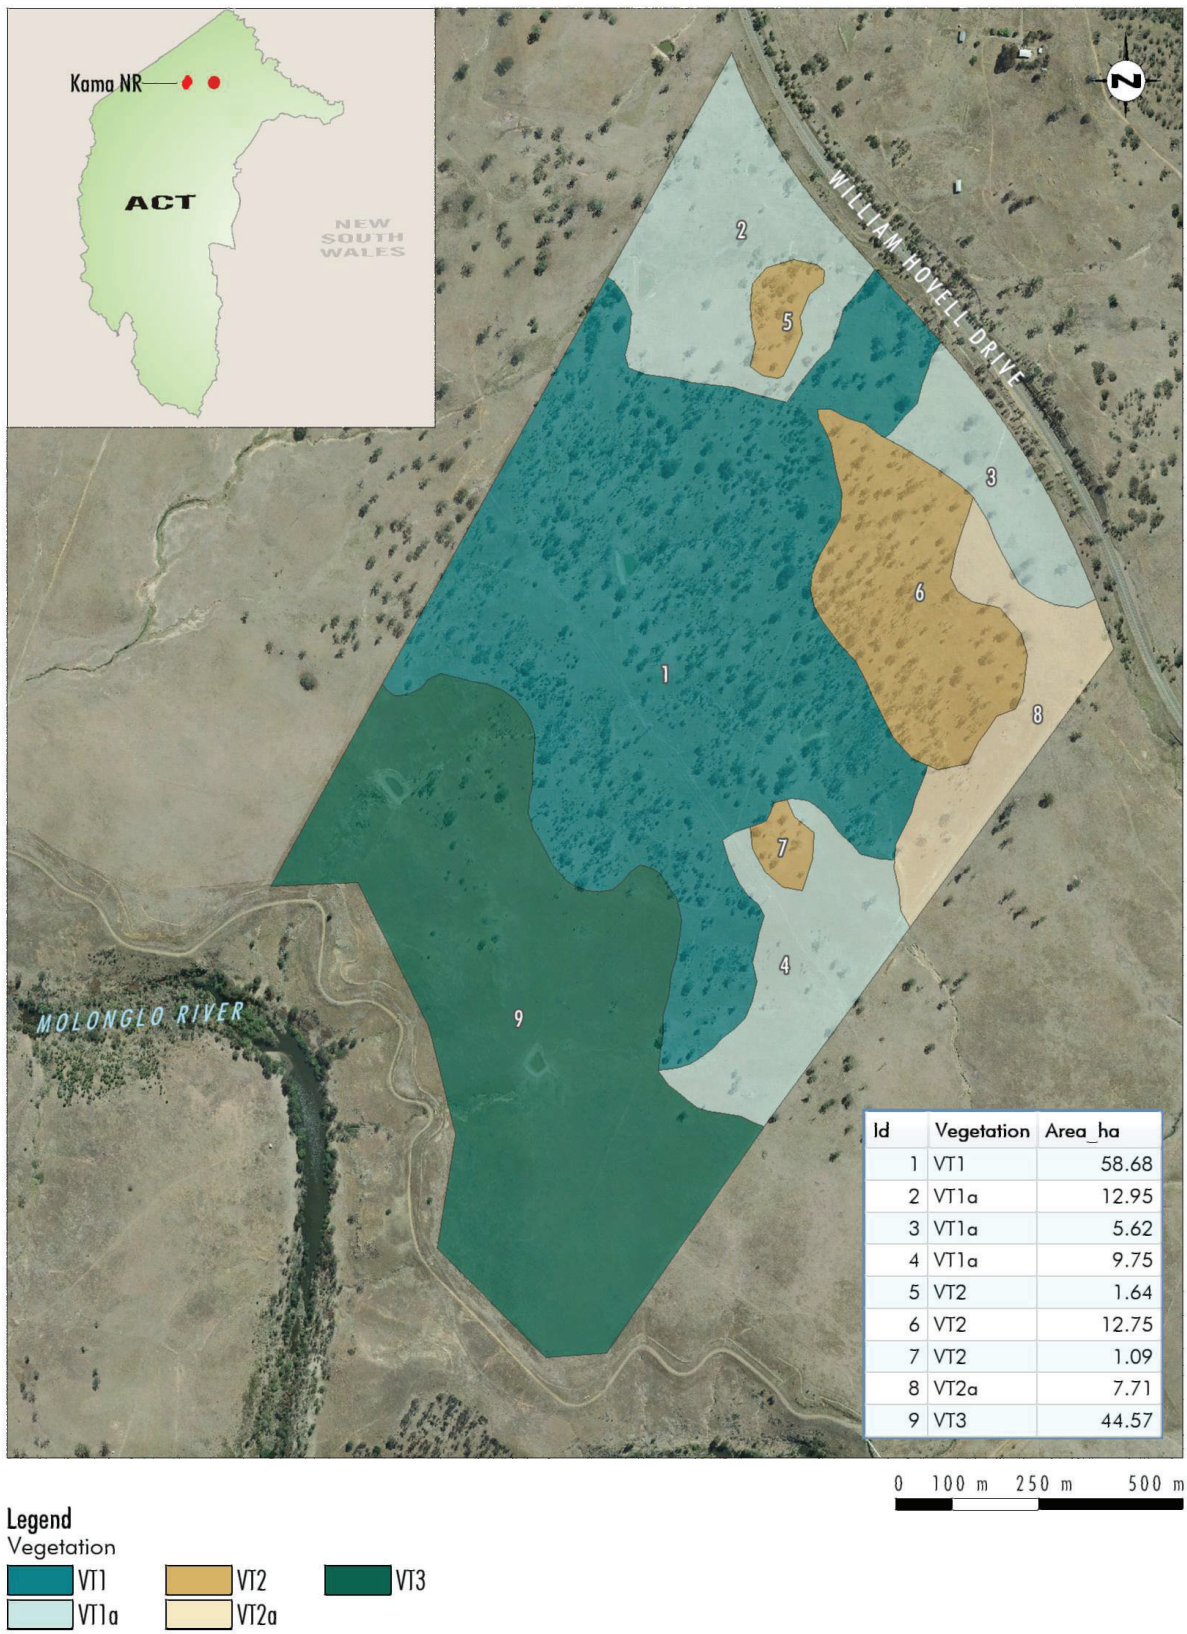 Kama NR
ACT
NEW
SOUTH
WALES
N
WILLIAM HOVELL DRIVE
2
5
3
6
1
8
7
4
9
MOLONGLO RIVER
Id Vegetation Area_ha
1 VT1 58.68
2 VT1a 12.95
3 VT1a 5.62
4 VT1a 9.75
5 VT2 1.64
6 VT2 12.75
7 VT2 1.09
8 VT2a 7.71
9 VT3 44.57
0 100 m 250 m 500 m
Legend
Vegetation
VT1 VT2 VT3
VT1a VT2a